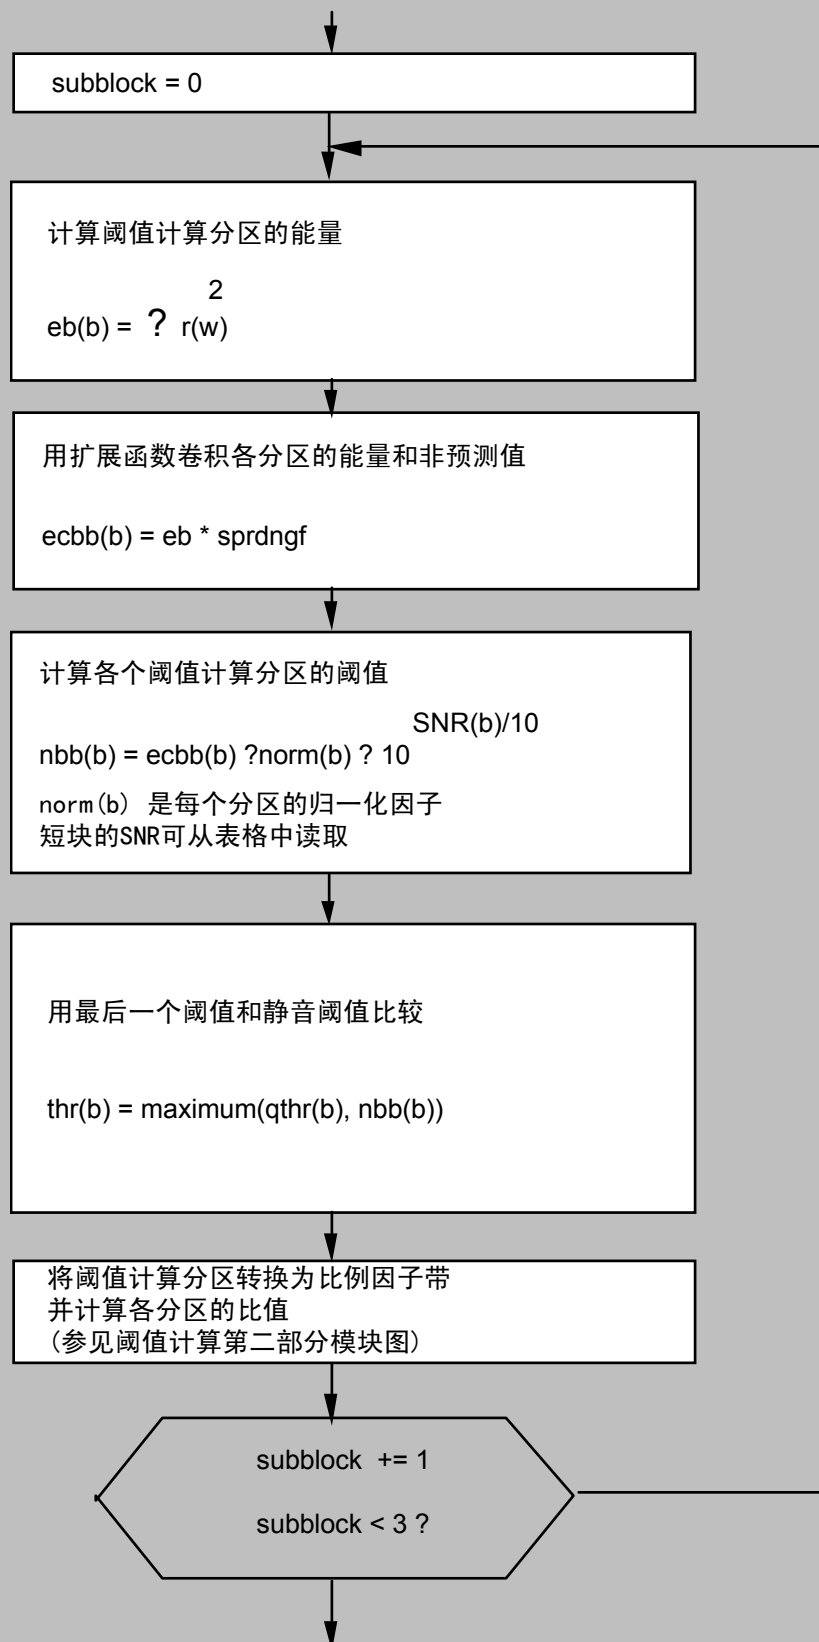 subblock = 0
计算阈值计算分区的能量
2
eb(b) = ? r(w)
用扩展函数卷积各分区的能量和非预测值
ecbb(b) = eb * sprdngf
计算各个阈值计算分区的阈值
SNR(b)/10
nbb(b) = ecbb(b) ?norm(b) ? 10
norm(b) 是每个分区的归一化因子
短块的SNR可从表格中读取
用最后一个阈值和静音阈值比较
thr(b) = maximum(qthr(b), nbb(b))
将阈值计算分区转换为比例因子带
并计算各分区的比值
(参见阈值计算第二部分模块图)
subblock += 1
subblock < 3 ?